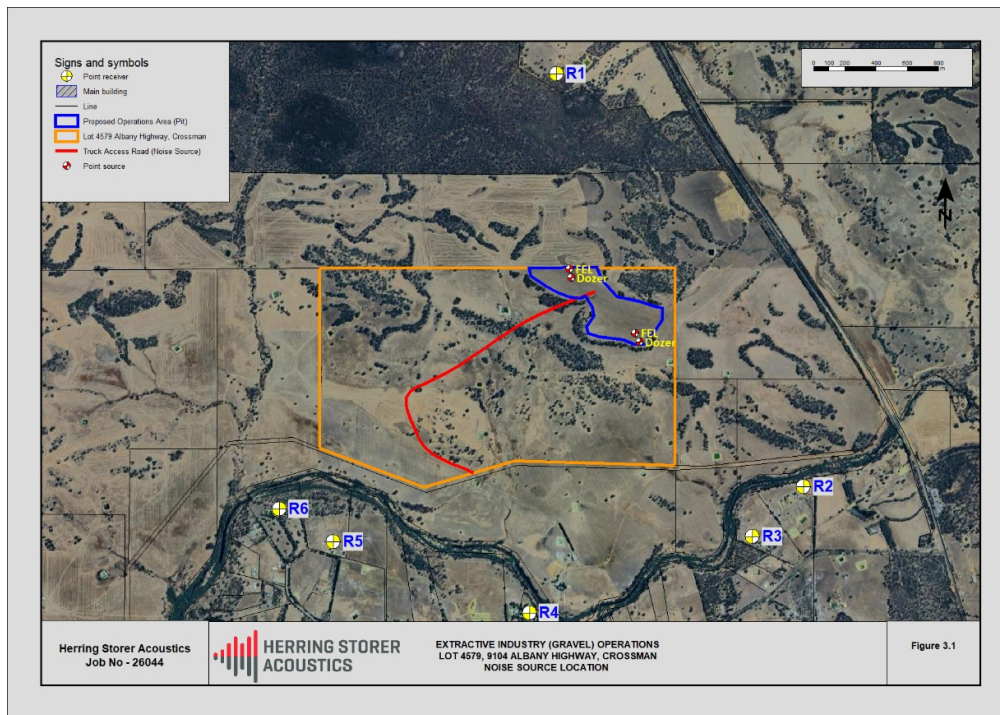 Signs and symbols
Point receiver
Main building
Line
Proposed Operations Area (Pit)
Lot 4579 Albany Highway, Crossman
Truck Access Road (Noise Source)
Point source
R1
0 100 200 400 600 800
m
N
FEL
Dozer
FEL
Dozer
R2
R6
R3
R5
R4
Herring Storer Acoustics
Job No - 26044
HERRING STORER
ACOUSTICS
EXTRACTIVE INDUSTRY (GRAVEL) OPERATIONS
LOT 4579, 9104 ALBANY HIGHWAY, CROSSMAN
NOISE SOURCE LOCATION
Figure 3.1